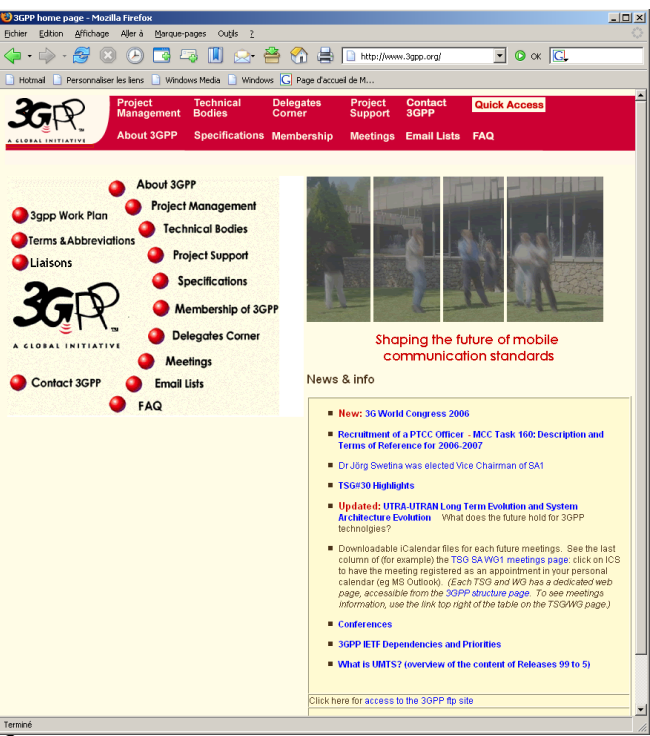 3GPP home page - Mozilla Firefox
Fichier Edition Affichage Aller à Marque-pages Outils ?
http://www.3gpp.org/ OK G
Hotmail Personnaliser les liens Windows Media Windows Page d'accueil de M...
3GPP TM
A GLOBAL INITIATIVE
Project Management Technical Bodies Delegates Corner Project Support Contact 3GPP Quick Access
About 3GPP Specifications Membership Meetings Email Lists FAQ
About 3GPP
Project Management
3gpp Work Plan
Technical Bodies
Terms &Abbreviations
Project Support
Liaisons
Specifications
3GPP TM
Membership of 3GPP
A GLOBAL INITIATIVE
Delegates Corner
Meetings
Contact 3GPP
Email Lists
FAQ
Shaping the future of mobile
communication standards
News & info
New: 3G World Congress 2006
Recruitment of a PTCC Officer - MCC Task 160: Description and
Terms of Reference for 2006-2007
Dr Jörg Swetina was elected Vice Chairman of SA1
TSG#30 Highlights
Updated: UTRA-UTRAN Long Term Evolution and System
Architecture Evolution What does the future hold for 3GPP
technolgies?
Downloadable iCalendar files for each future meetings. See the last
column of (for example) the TSG SA WG1 meetings page: click on ICS
to have the meeting registered as an appointment in your personal
calendar (eg MS Outlook). (Each TSG and WG has a dedicated web
page, accessible from the 3GPP structure page. To see meetings
information, use the link top right of the table on the TSG/WG page.)
Conferences
3GPP IETF Dependencies and Priorities
What is UMTS? (overview of the content of Releases 99 to 5)
Click here for access to the 3GPP ftp site
Terminé